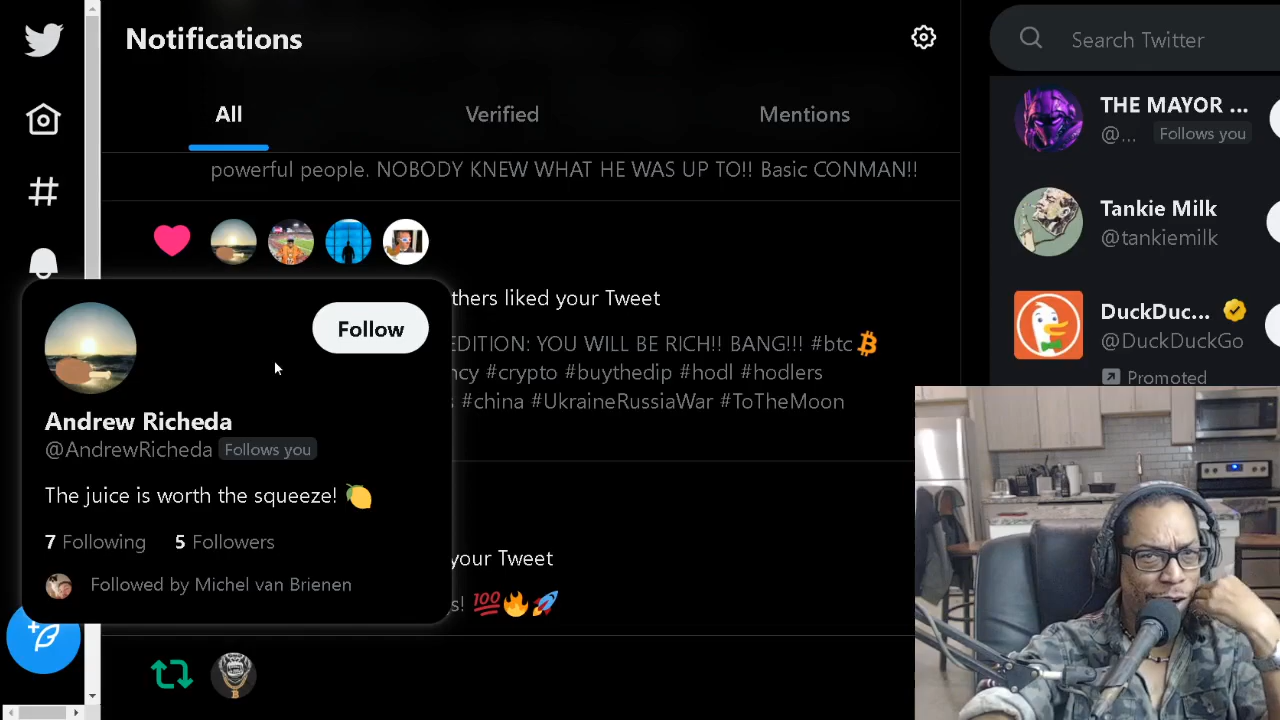 Notifications
Search Twitter
All
Verified
Mentions
powerful people. NOBODY KNEW WHAT HE WAS UP TO!! Basic CONMAN!!
thers liked your Tweet
EDITION: YOU WILL BE RICH!! BANG!!! #btc
ncy #crypto #buythedip #hodl #hodlers
s #china #UkraineRussiaWar #ToTheMoon
your Tweet
s! 💯🔥🚀
Follow
Andrew Richeda
@AndrewRicheda Follows you
The juice is worth the squeeze! 🍋
7 Following 5 Followers
Followed by Michel van Brienen
THE MAYOR ...
@... Follows you
Tankie Milk
@tankiemilk
DuckDuc...
@DuckDuckGo
Promoted